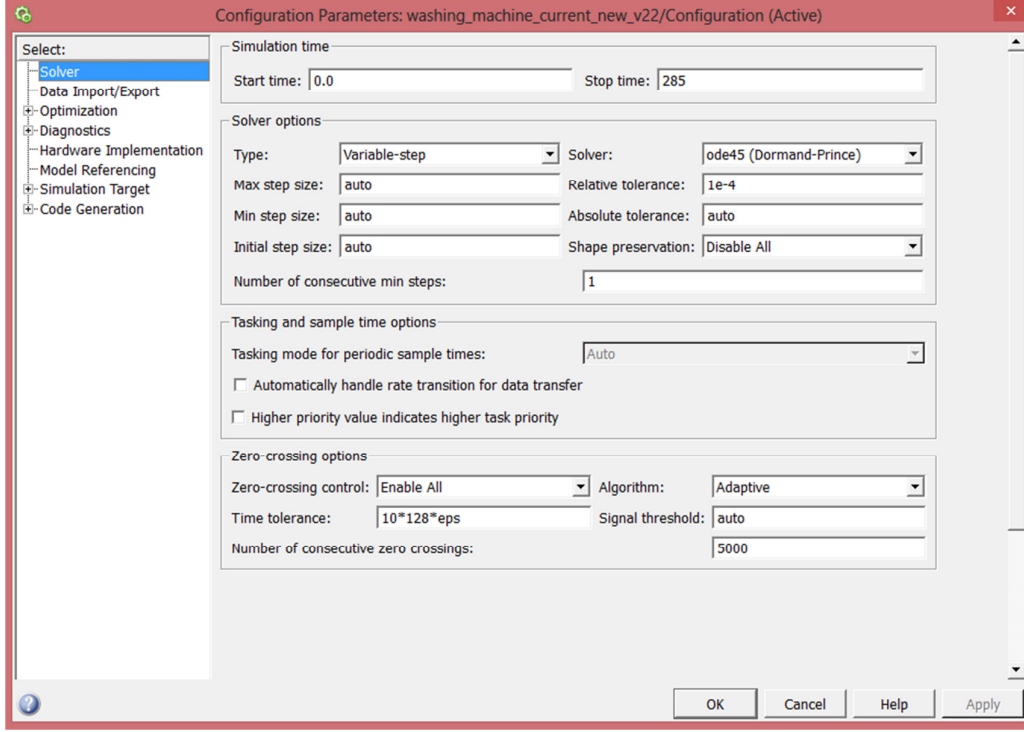 Configuration Parameters: washing_machine_current_new_v22/Configuration (Active)
Select:
Solver
Data Import/Export
Optimization
Diagnostics
Hardware Implementation
Model Referencing
Simulation Target
Code Generation
Simulation time
Start time: 0.0 Stop time: 285
Solver options
Type: Variable-step Solver: ode45 (Dormand-Prince)
Max step size: auto Relative tolerance: 1e-4
Min step size: auto Absolute tolerance: auto
Initial step size: auto Shape preservation: Disable All
Number of consecutive min steps: 1
Tasking and sample time options
Tasking mode for periodic sample times: Auto
Automatically handle rate transition for data transfer
Higher priority value indicates higher task priority
Zero-crossing options
Zero-crossing control: Enable All Algorithm: Adaptive
Time tolerance: 10*128*eps Signal threshold: auto
Number of consecutive zero crossings: 5000
OK Cancel Help Apply